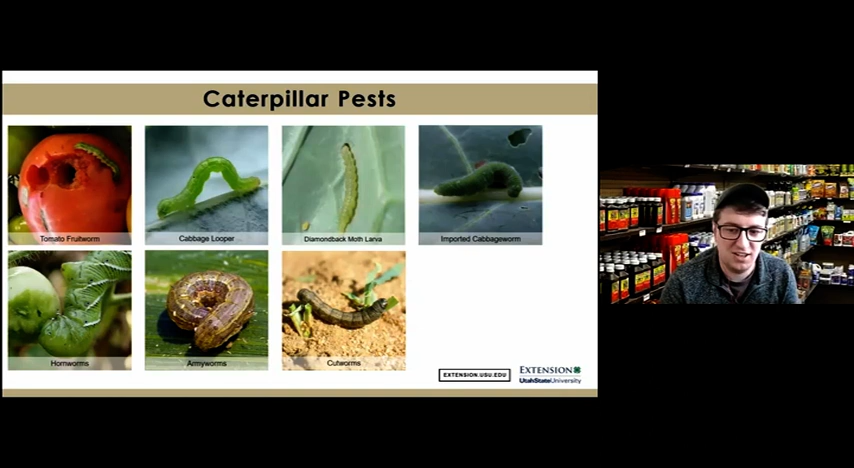 Caterpillar Pests
Tomato Fruitworm
Cabbage Looper
Diamondback Moth Larva
Imported Cabbageworm
Hornworms
Armyworms
Cutworms
EXTENSION.USU.EDU
EXTENSION
UtahStateUniversity